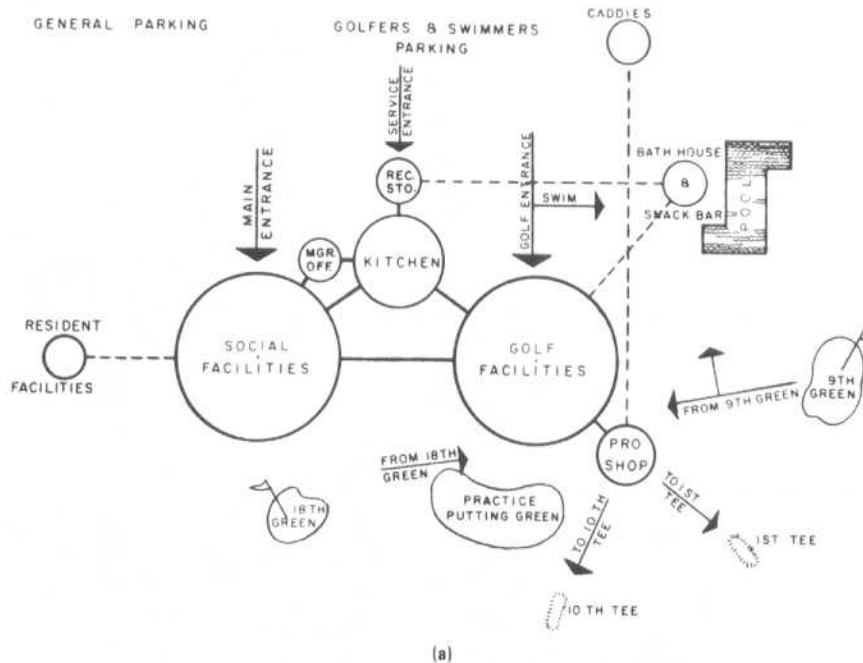 GENERAL PARKING
GOLFERS & SWIMMERS
PARKING
CADDIES
SERVICE
ENTRANCE
MAIN
ENTRANCE
GOLF ENTRANCE
SWIM
BATH HOUSE
&
SMACK BAR
POOL
REC.
STO.
MGR.
OFF.
KITCHEN
RESIDENT
FACILITIES
SOCIAL
FACILITIES
GOLF
FACILITIES
9TH
GREEN
FROM 9TH GREEN
PRO
SHOP
FROM 18TH
GREEN
18TH
GREEN
PRACTICE
PUTTING GREEN
TO 10 TH
TEE
TO 1ST
TEE
1ST TEE
10 TH TEE
(a)